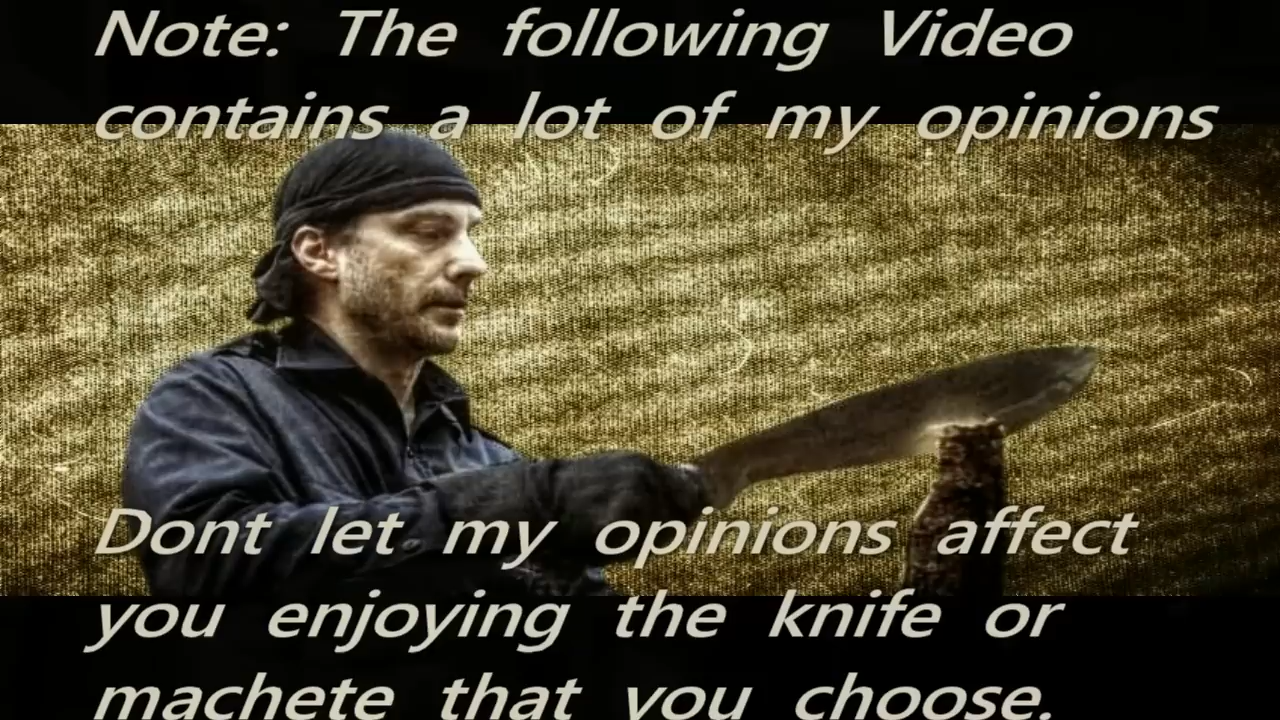 Note: The following Video
contains a lot of my opinions
Dont let my opinions affect
you enjoying the knife or
machete that you choose.